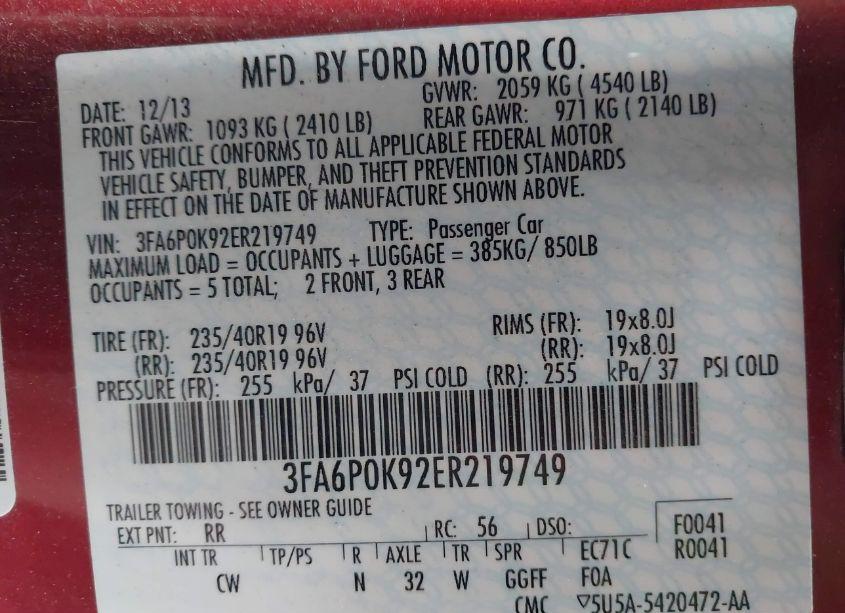 MFD. BY FORD MOTOR CO.
DATE: 12/13 GVWR: 2059 KG ( 4540 LB)
FRONT GAWR: 1093 KG ( 2410 LB) REAR GAWR: 971 KG ( 2140 LB)
THIS VEHICLE CONFORMS TO ALL APPLICABLE FEDERAL MOTOR
VEHICLE SAFETY, BUMPER, AND THEFT PREVENTION STANDARDS
IN EFFECT ON THE DATE OF MANUFACTURE SHOWN ABOVE.
VIN: 3FA6P0K92ER219749 TYPE: Passenger Car
MAXIMUM LOAD = OCCUPANTS + LUGGAGE = 385KG/ 850LB
OCCUPANTS = 5 TOTAL; 2 FRONT, 3 REAR
TIRE (FR): 235/40R19 96V RIMS (FR): 19x8.0J
(RR): 235/40R19 96V (RR): 19x8.0J
PRESSURE (FR): 255 kPa/ 37 PSI COLD (RR): 255 kPa/ 37 PSI COLD
3FA6P0K92ER219749
TRAILER TOWING - SEE OWNER GUIDE
EXT PNT: RR RC: 56 DSO: F0041
INT TR TP/PS R AXLE TR SPR EC71C R0041
CW N 32 W GGFF F0A
CMC ▽5U5A-5420472-AA